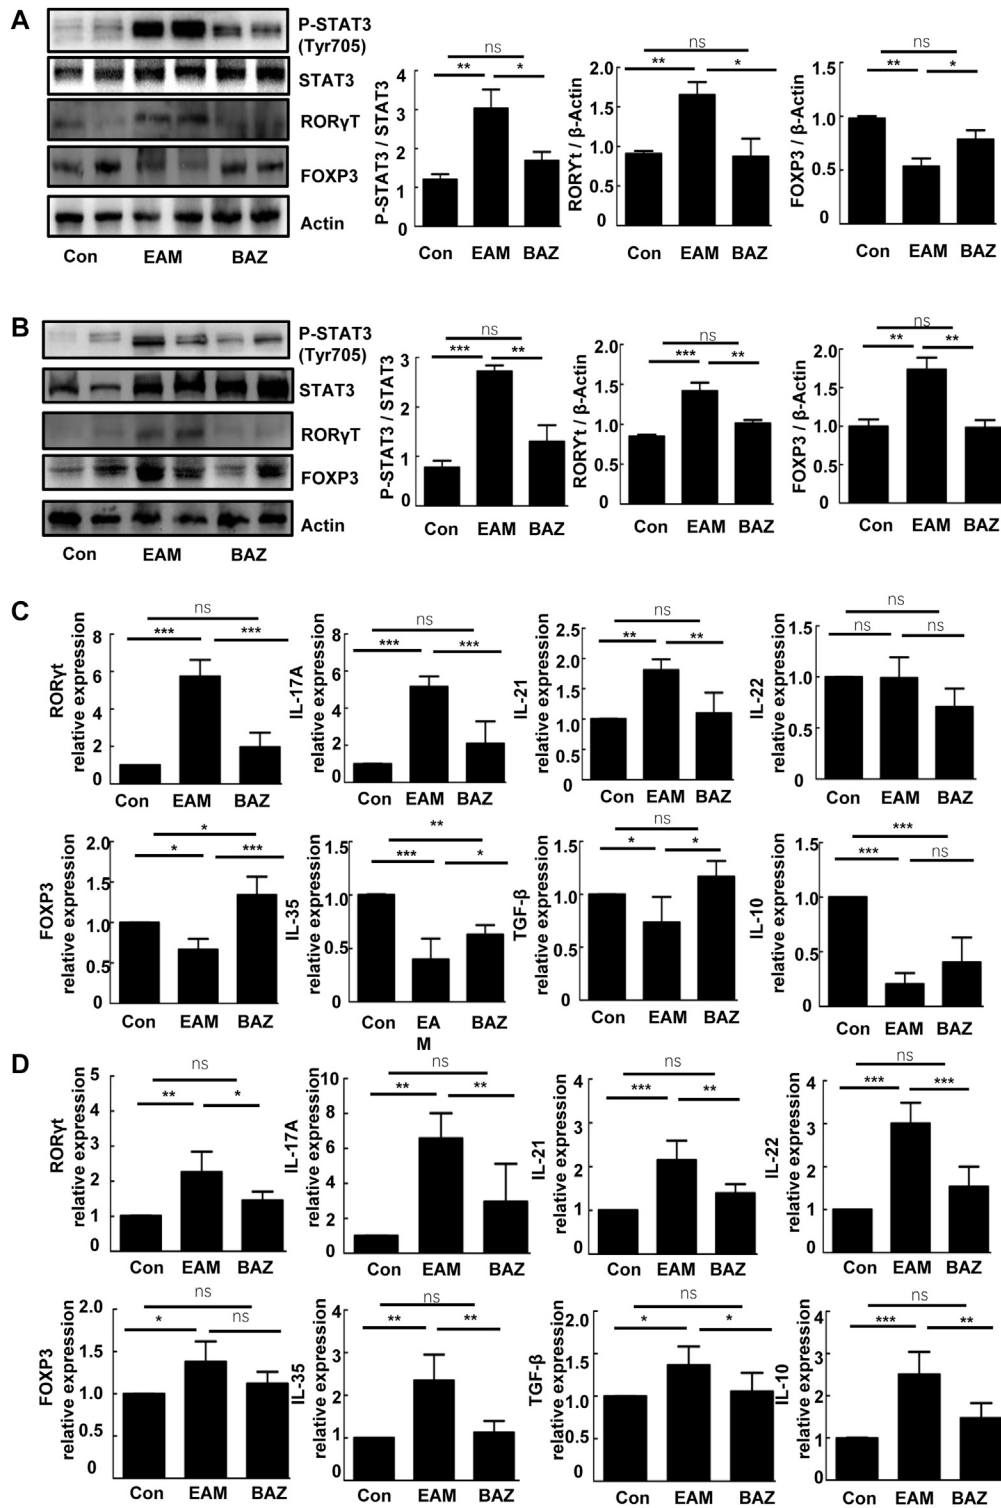 A
P-STAT3
(Tyr705)
STAT3
RORγT
FOXP3
Actin
Con EAM BAZ
P-STAT3 / STAT3
4
3
2
1
0
ns
** *
Con EAM BAZ
RORYt / β-Actin
2.0
1.5
1.0
0.5
0
ns
** *
Con EAM BAZ
FOXP3 / β-Actin
1.5
1.0
0.5
0
ns
** *
Con EAM BAZ
B
P-STAT3
(Tyr705)
STAT3
RORγT
FOXP3
Actin
Con EAM BAZ
P-STAT3 / STAT3
3
2
1
0
ns
*** **
Con EAM BAZ
RORYt / β-Actin
2.0
1.5
1.0
0.5
0
ns
*** **
Con EAM BAZ
FOXP3 / β-Actin
2.0
1.5
1.0
0.5
0
ns
** **
Con EAM BAZ
C
RORγt
relative expression
8
6
4
2
0
ns
*** ***
Con EAM BAZ
IL-17A
relative expression
8
6
4
2
0
ns
*** ***
Con EAM BAZ
IL-21
relative expression
2.5
2.0
1.5
1.0
0.5
0
ns
** **
Con EAM BAZ
IL-22
relative expression
1.5
1.0
0.5
0
ns
ns ns
Con EAM BAZ
FOXP3
relative expression
2.0
1.5
1.0
0.5
0
*
* ***
Con EAM BAZ
IL-35
relative expression
1.5
1.0
0.5
0
**
*** *
Con EA BAZ
M
TGF-β
relative expression
1.5
1.0
0.5
0
ns
* *
Con EAM BAZ
IL-10
relative expression
1.5
1.0
0.5
0
***
*** ns
Con EAM BAZ
D
RORγt
relative expression
5
4
3
2
1
0
ns
** *
Con EAM BAZ
IL-17A
relative expression
10
8
6
4
2
0
ns
** **
Con EAM BAZ
IL-21
relative expression
4
3
2
1
0
ns
*** **
Con EAM BAZ
IL-22
relative expression
4
3
2
1
0
ns
*** ***
Con EAM BAZ
FOXP3
relative expression
2.0
1.5
1.0
0.5
0
ns
* ns
Con EAM BAZ
IL-35
relative expression
4
3
2
1
0
ns
** **
Con EAM BAZ
TGF-β
relative expression
2.0
1.5
1.0
0.5
0
ns
* *
Con EAM BAZ
IL-10
relative expression
4
3
2
1
0
ns
*** **
Con EAM BAZ